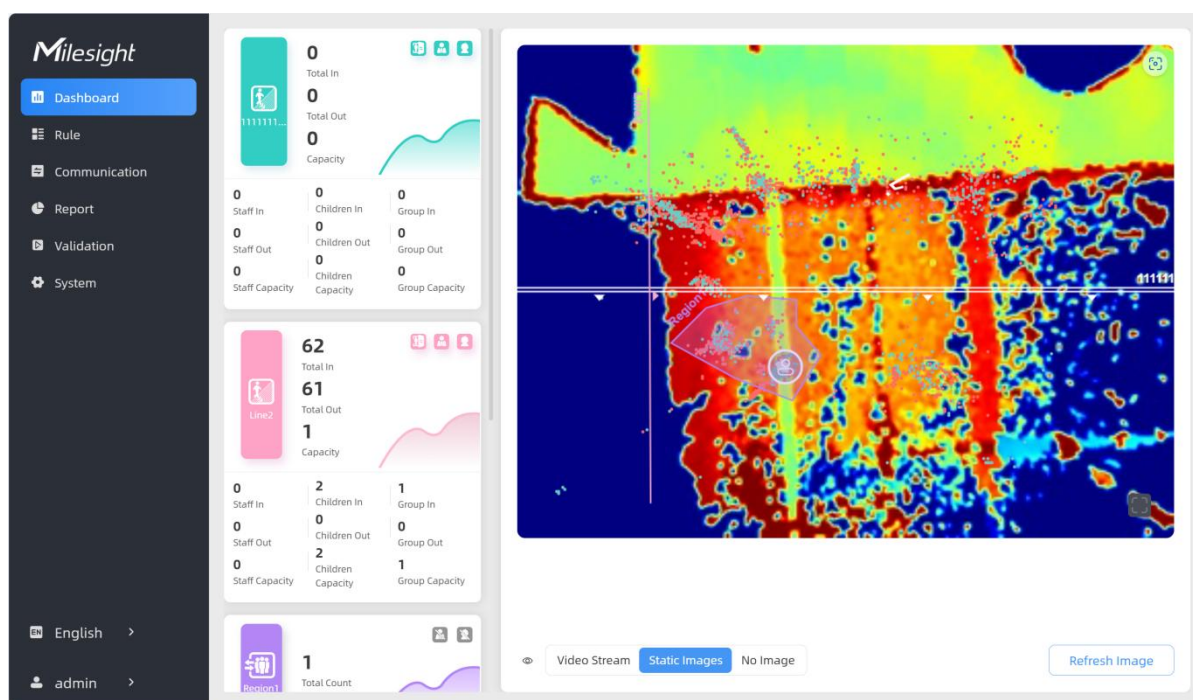 Milesight
Dashboard
Rule
Communication
Report
Validation
System
EN English >
admin >
0
Total In
0
Total Out
0
Capacity
1111111...
0
Staff In
0
Children In
0
Group In
0
Staff Out
0
Children Out
0
Group Out
0
Staff Capacity
0
Children
Capacity
0
Group Capacity
62
Total In
61
Total Out
1
Capacity
Line2
0
Staff In
2
Children In
1
Group In
0
Staff Out
0
Children Out
0
Group Out
0
Staff Capacity
2
Children
Capacity
1
Group Capacity
1
Total Count
Region1
111111
Video Stream
Static Images
No Image
Refresh Image